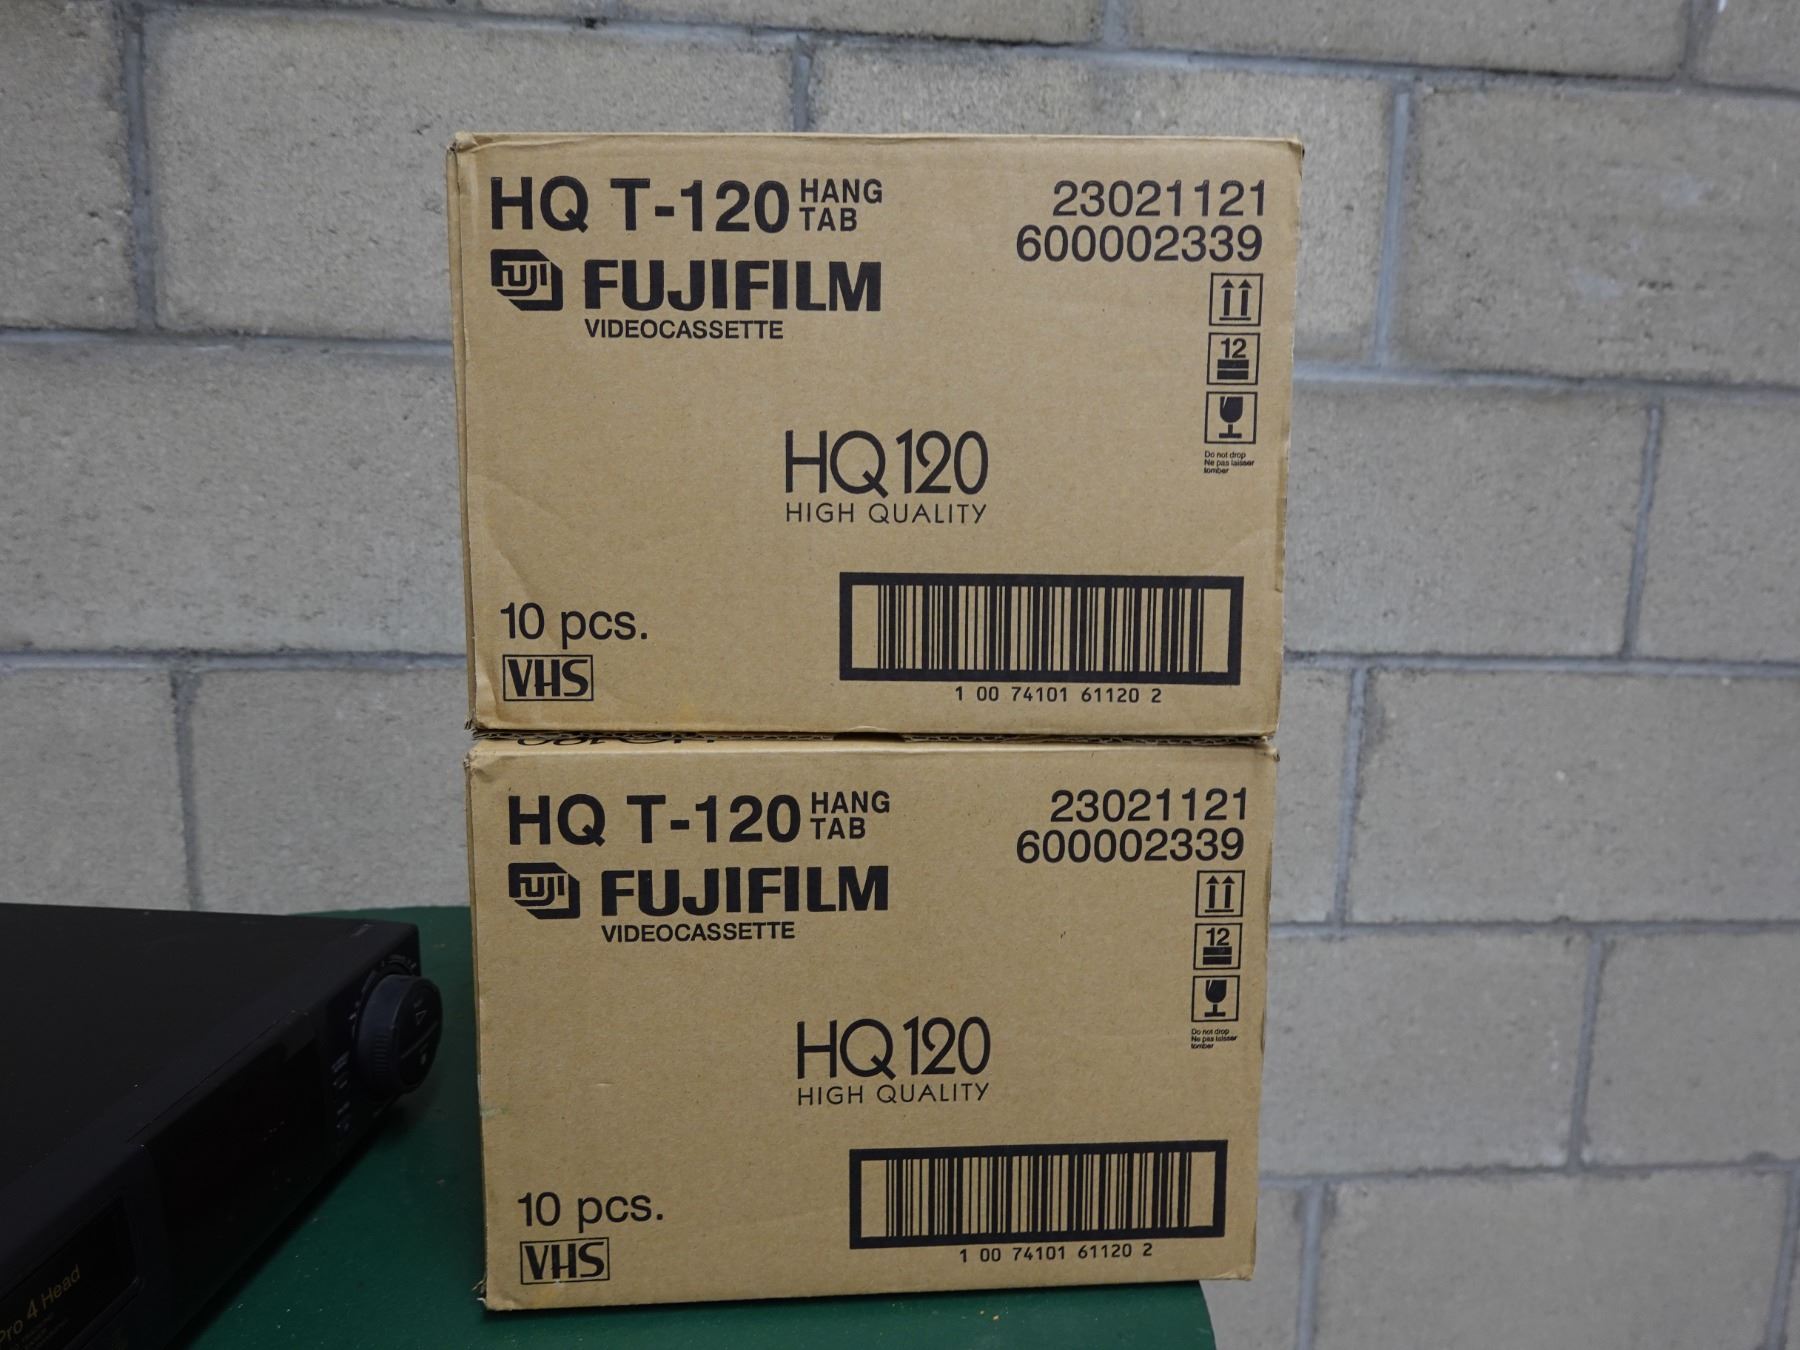 HQ T-120 HANG TAB
23021121
600002339
FUJI FUJIFILM
VIDEOCASSETTE
12
Do not drop
Ne pas laisser
tomber
HQ 120
HIGH QUALITY
10 pcs.
VHS
1 00 74101 61120 2
HQ T-120 HANG TAB
23021121
600002339
FUJI FUJIFILM
VIDEOCASSETTE
12
Do not drop
Ne pas laisser
tomber
HQ 120
HIGH QUALITY
10 pcs.
VHS
1 00 74101 61120 2
Pro 4 Head